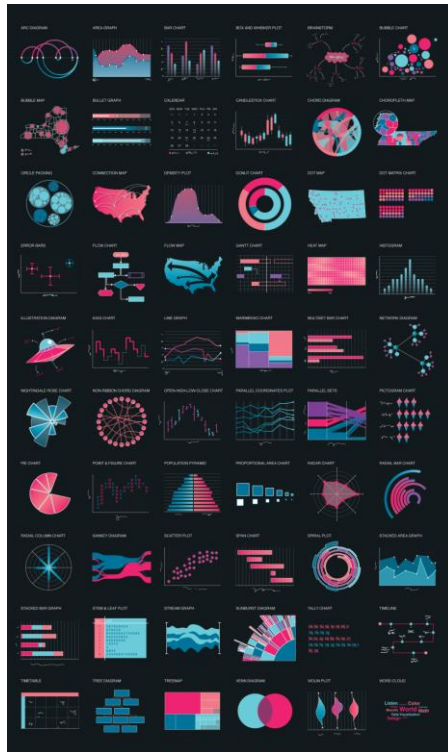 ARC DIAGRAM
AREA GRAPH
BAR CHART
BOX AND WHISKER PLOT
BRAINSTORM
BUBBLE CHART
BUBBLE MAP
BULLET GRAPH
CALENDAR
CANDLESTICK CHART
CHORD DIAGRAM
CHOROPLETH MAP
CIRCLE PACKING
CONNECTION MAP
DENSITY PLOT
DONUT CHART
DOT MAP
DOT MATRIX CHART
ERROR BARS
FLOW CHART
FLOW MAP
GANTT CHART
HEAT MAP
HISTOGRAM
ILLUSTRATION DIAGRAM
KAGI CHART
LINE GRAPH
MARIMEKKO CHART
MULTI-SET BAR CHART
NETWORK DIAGRAM
NIGHTINGALE ROSE CHART
NON-RIBBON CHORD DIAGRAM
OPEN-HIGH-LOW-CLOSE CHART
PARALLEL COORDINATES PLOT
PARALLEL SETS
PICTOGRAM CHART
PIE CHART
POINT & FIGURE CHART
POPULATION PYRAMID
PROPORTIONAL AREA CHART
RADAR CHART
RADIAL BAR CHART
RADIAL COLUMN CHART
SANKEY DIAGRAM
SCATTER PLOT
SPAN CHART
SPIRAL PLOT
STACKED AREA GRAPH
STACKED BAR GRAPH
STEM & LEAF PLOT
STREAM GRAPH
SUNBURST DIAGRAM
TALLY CHART
TIMELINE
TIMETABLE
TREE DIAGRAM
TREEMAP
VENN DIAGRAM
VIOLIN PLOT
WORD CLOUD
Listen
Color
World
Design